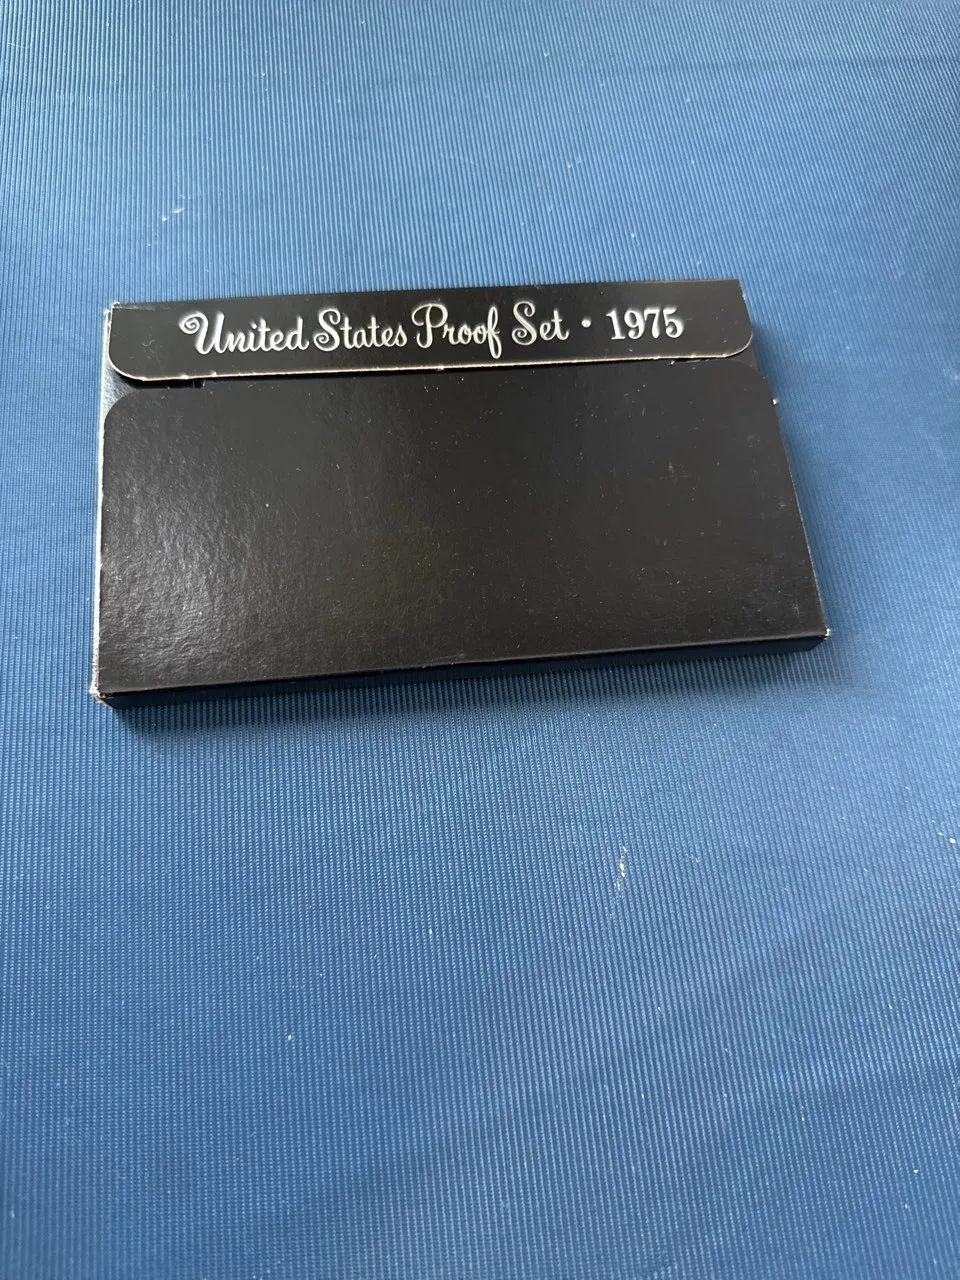 United States Proof Set • 1975